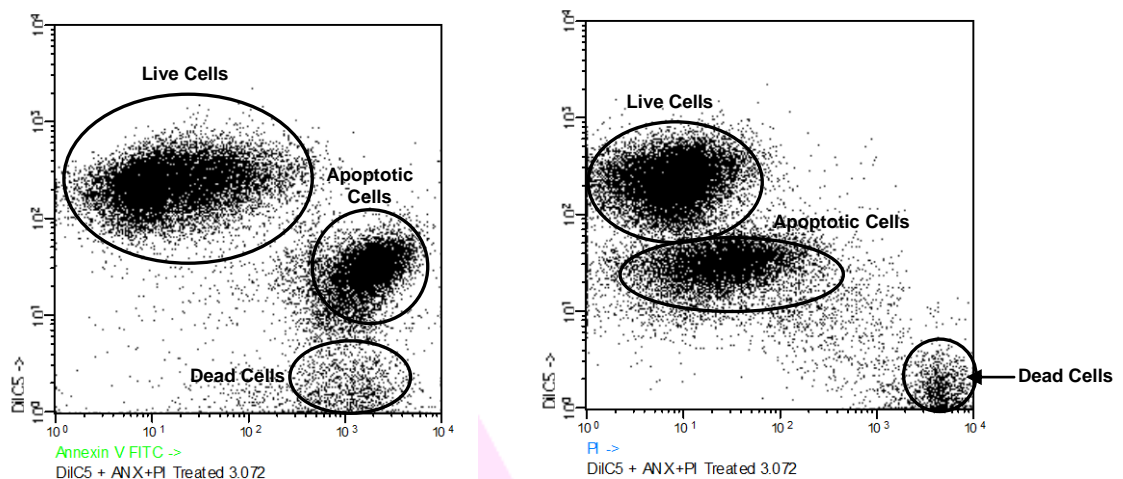 10 4
10 3
10 2
10 1
10 0
DiIC5 ->
Live Cells
Apoptotic
Cells
Dead Cells
10 0 10 1 10 2 10 3 10 4
Annexin V FITC ->
DilC5 + ANX+PI Treated 3.072
10 4
10 3
10 2
10 1
10 0
DiIC5 ->
Live Cells
Apoptotic Cells
Dead Cells
10 0 10 1 10 2 10 3 10 4
PI ->
DilC5 + ANX+PI Treated 3.072